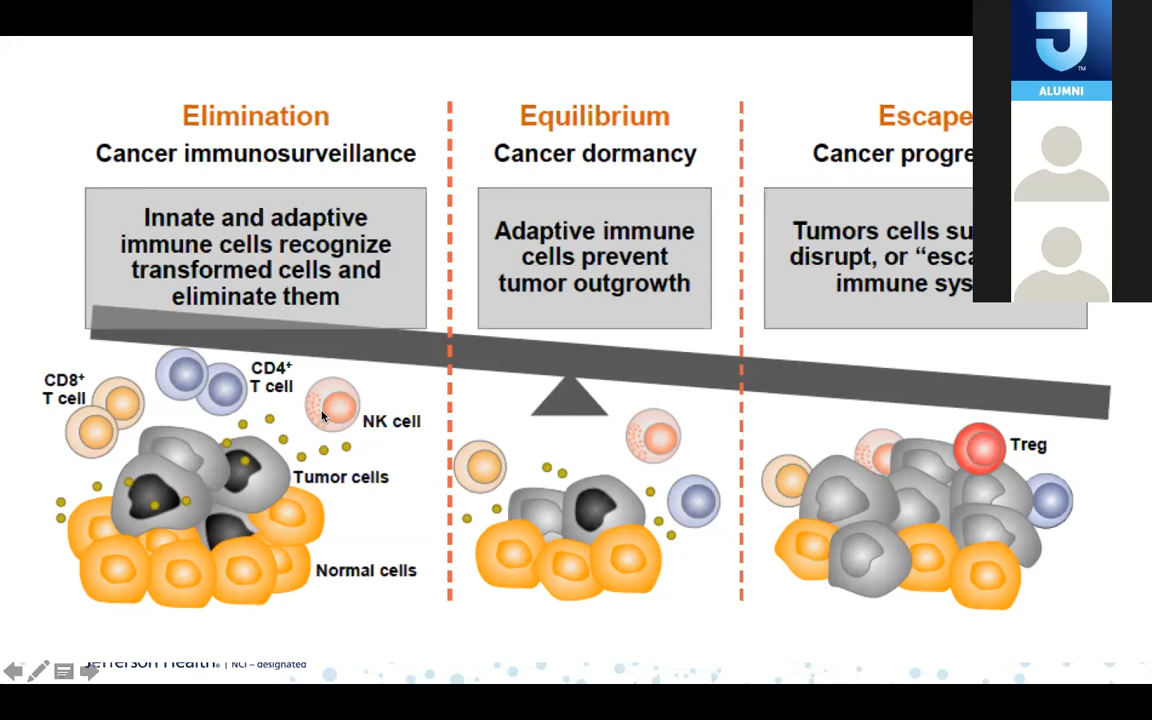 ALUMNI
TM
Elimination
Cancer immunosurveillance
Innate and adaptive
immune cells recognize
transformed cells and
eliminate them
Equilibrium
Cancer dormancy
Adaptive immune
cells prevent
tumor outgrowth
Escape
Cancer progre
Tumors cells su
disrupt, or “esca
immune sys
CD8+
T cell
CD4+
T cell
NK cell
Tumor cells
Normal cells
Treg
Jefferson Health® | NCI – designated